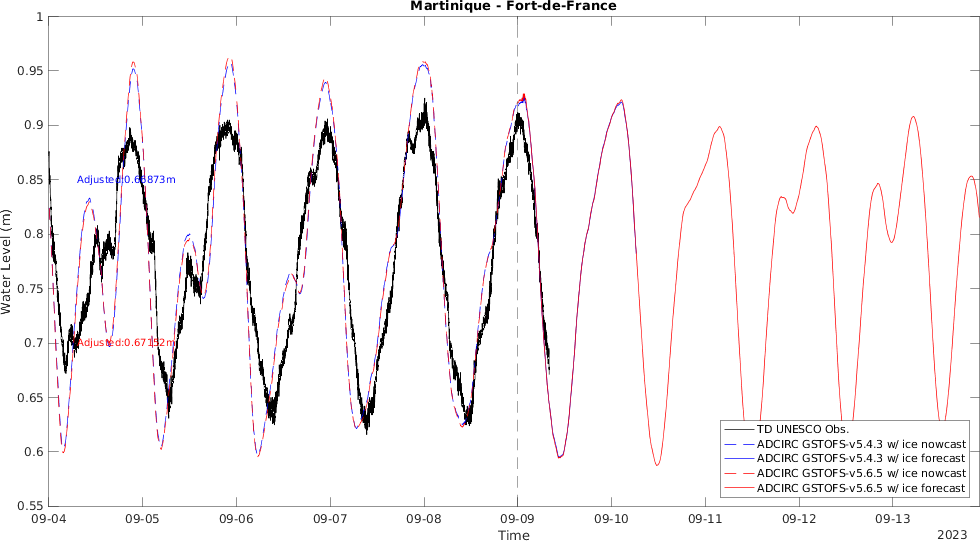 Martinique - Fort-de-France
Water Level (m)
1
0.95
0.9
0.85
0.8
0.75
0.7
0.65
0.6
0.55
Adjusted:0.66873m
Adjusted:0.67152m
TD UNESCO Obs.
ADCIRC GSTOFS-v5.4.3 w/ ice nowcast
ADCIRC GSTOFS-v5.4.3 w/ ice forecast
ADCIRC GSTOFS-v5.6.5 w/ ice nowcast
ADCIRC GSTOFS-v5.6.5 w/ ice forecast
09-04 09-05 09-06 09-07 09-08 09-09 09-10 09-11 09-12 09-13
Time
2023